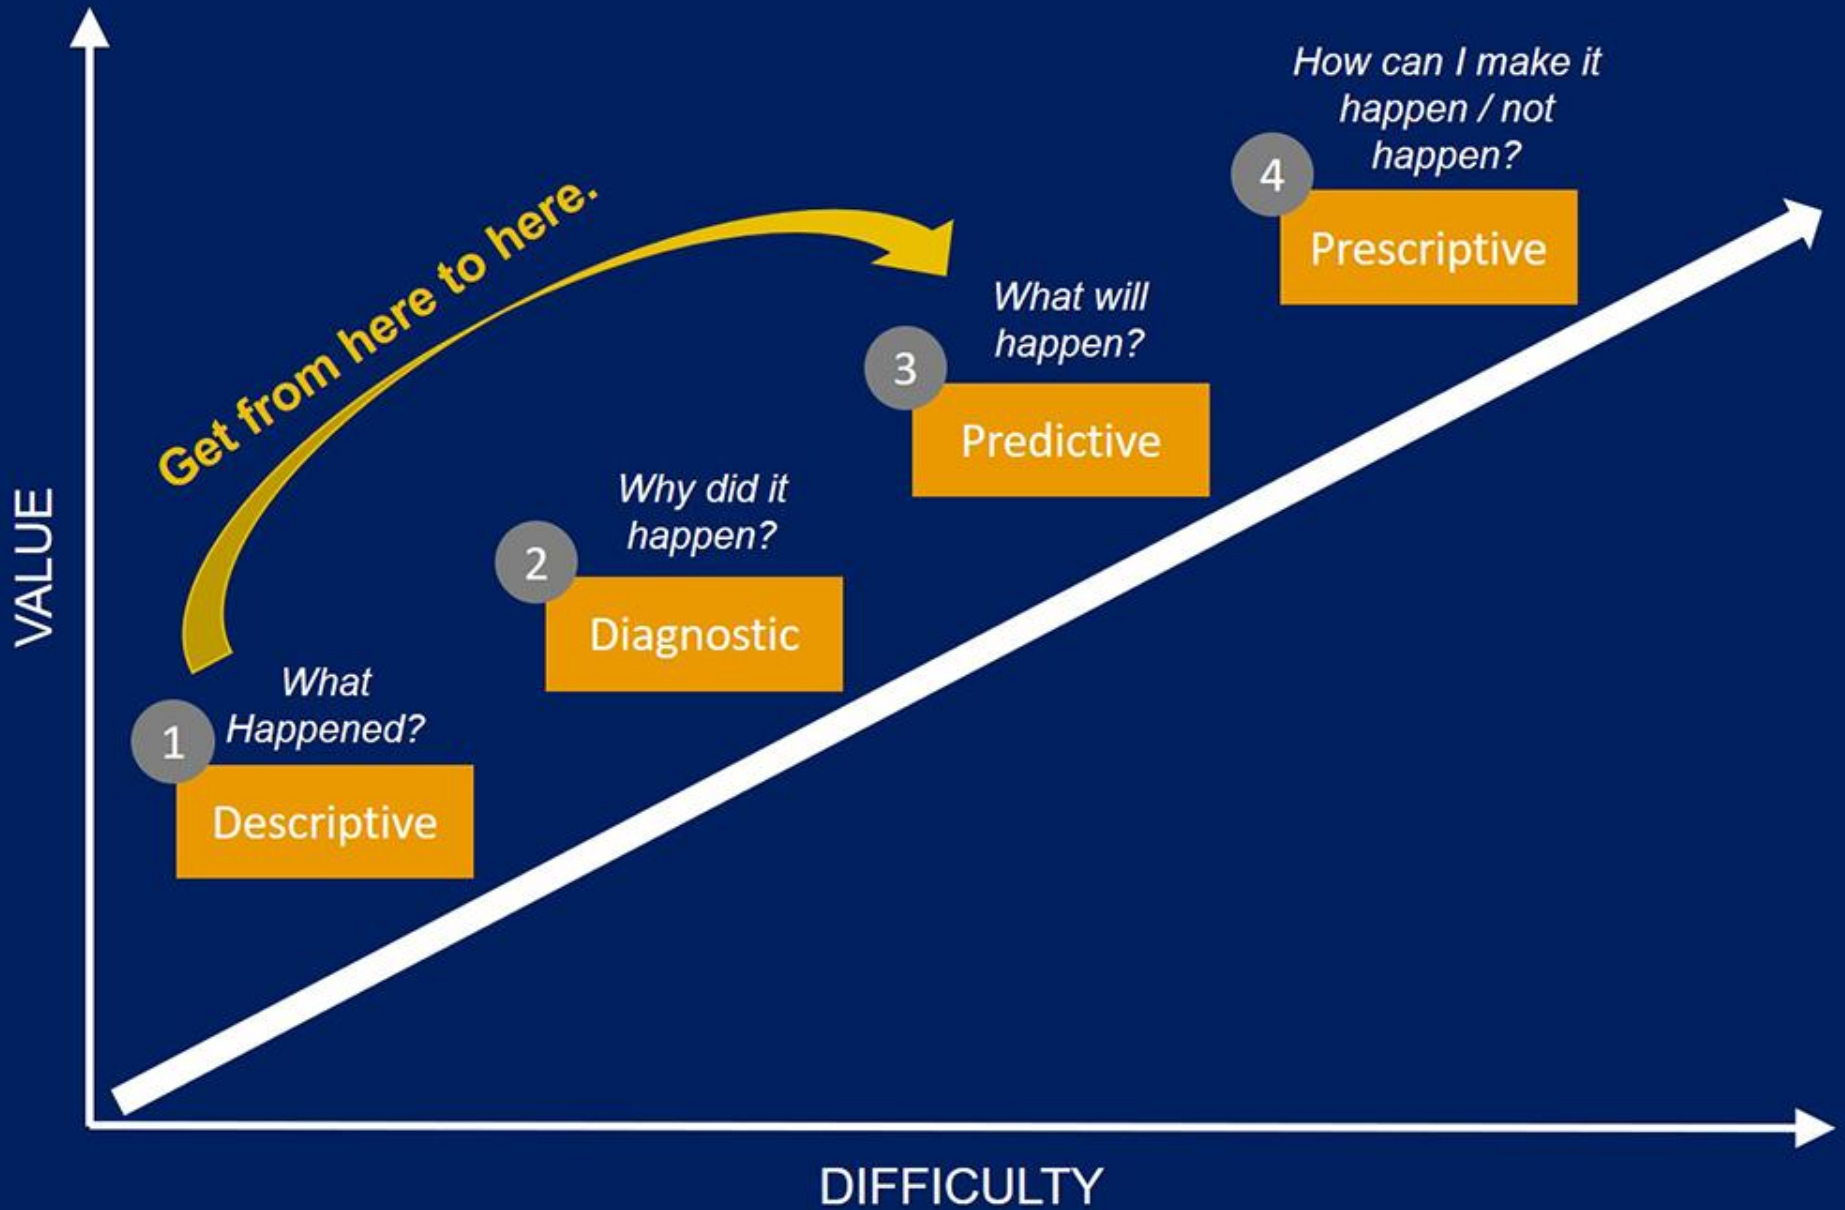 How can I make it
happen / not
happen?
4
Prescriptive
Get from here to here.
What will
happen?
3
Predictive
Why did it
happen?
2
Diagnostic
What
Happened?
1
Descriptive
VALUE
DIFFICULTY